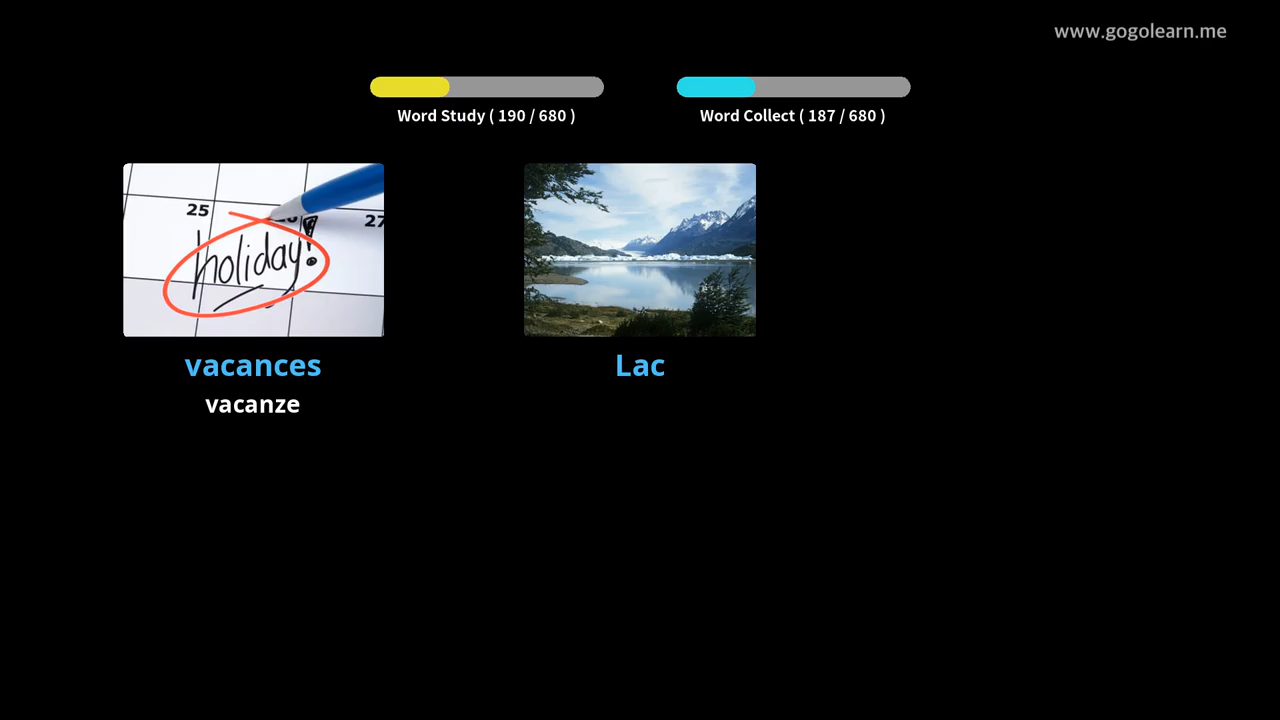 www.gogolearn.me
Word Study ( 190 / 680 )
Word Collect ( 187 / 680 )
25
27
holiday!
vacances
Lac
vacanze